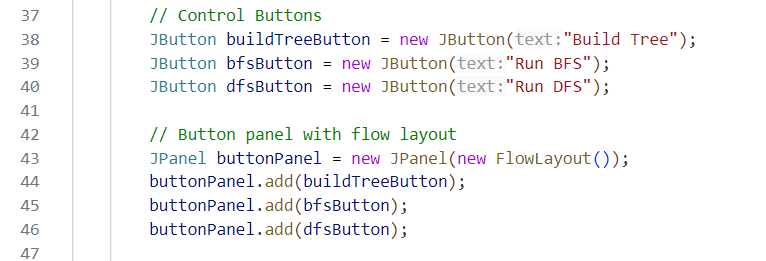 37 // Control Buttons
38 JButton buildTreeButton = new JButton(text:"Build Tree");
39 JButton bfsButton = new JButton(text:"Run BFS");
40 JButton dfsButton = new JButton(text:"Run DFS");
41
42 // Button panel with flow layout
43 JPanel buttonPanel = new JPanel(new FlowLayout());
44 buttonPanel.add(buildTreeButton);
45 buttonPanel.add(bfsButton);
46 buttonPanel.add(dfsButton);
47